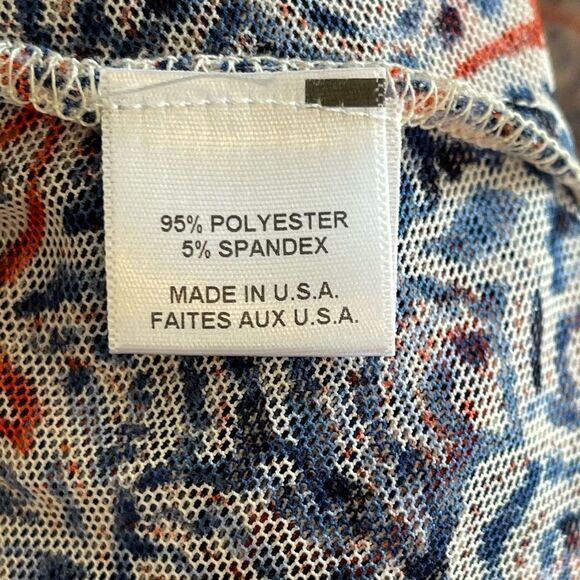 95% POLYESTER
5% SPANDEX
MADE IN U.S.A.
FAITES AUX U.S.A.